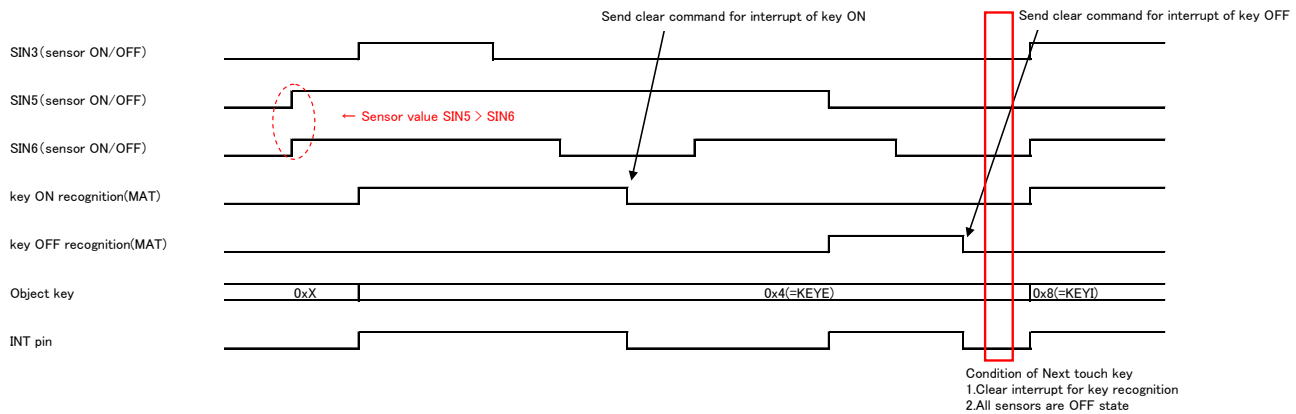 Send clear command for interrupt of key ON
Send clear command for interrupt of key OFF
SIN3(sensor ON/OFF)
SIN5(sensor ON/OFF)
← Sensor value SIN5 > SIN6
SIN6(sensor ON/OFF)
key ON recognition(MAT)
key OFF recognition(MAT)
Object key
0xX
0x4(=KEYE)
0x8(=KEYI)
INT pin
Condition of Next touch key
1.Clear interrupt for key recognition
2.All sensors are OFF state